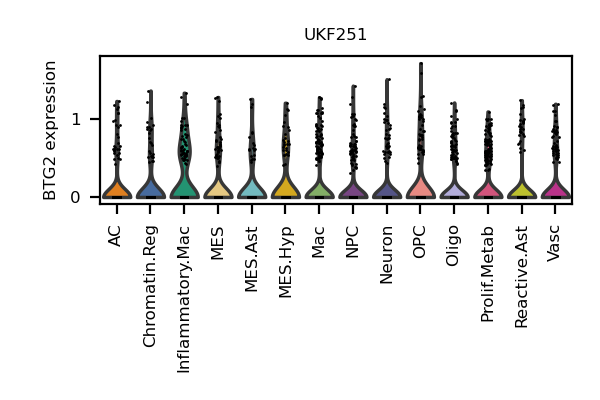 UKF251
BTG2 expression
1
0
AC
Chromatin.Reg
Inflammatory.Mac
MES
MES.Ast
MES.Hyp
Mac
NPC
Neuron
OPC
Oligo
Prolif.Metab
Reactive.Ast
Vasc